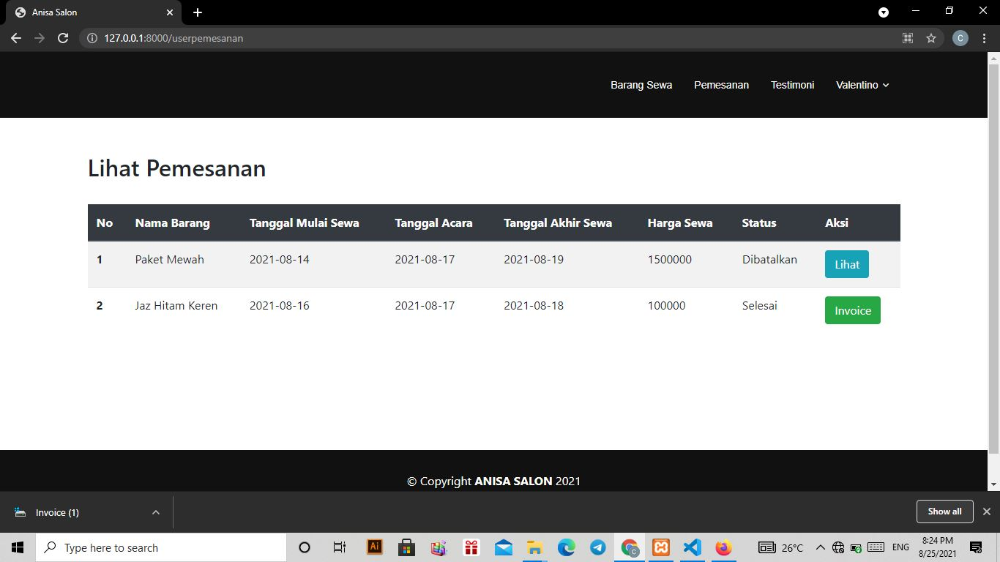 Anisa Salon
127.0.0.1:8000/userpemesanan
C
Barang Sewa Pemesanan Testimoni Valentino
Lihat Pemesanan
No Nama Barang Tanggal Mulai Sewa Tanggal Acara Tanggal Akhir Sewa Harga Sewa Status Aksi
1 Paket Mewah 2021-08-14 2021-08-17 2021-08-19 1500000 Dibatalkan Lihat
2 Jaz Hitam Keren 2021-08-16 2021-08-17 2021-08-18 100000 Selesai Invoice
© Copyright ANISA SALON 2021
Invoice (1) Show all
Type here to search Ai C 26°C ENG 8:24 PM
8/25/2021